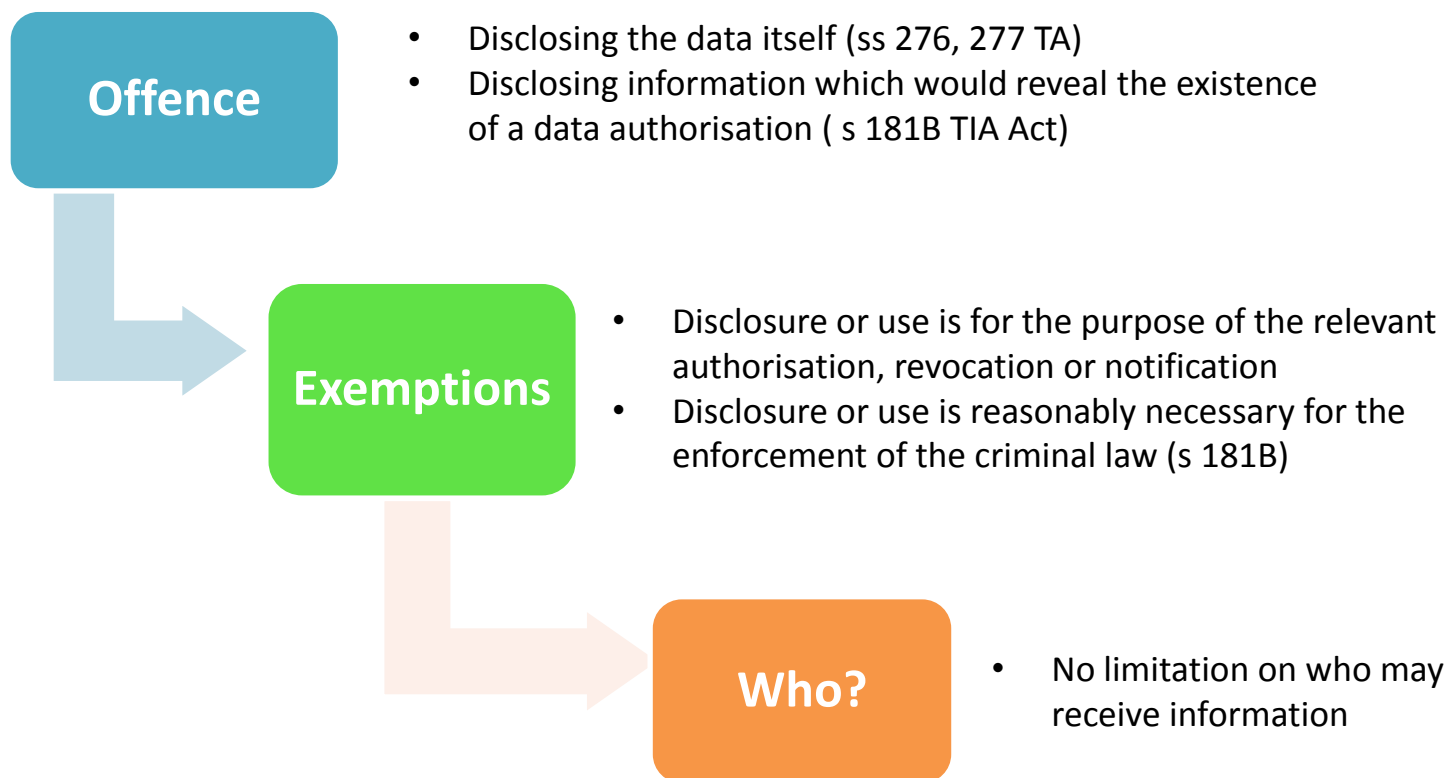 Offence
• Disclosing the data itself (ss 276, 277 TA)
• Disclosing information which would reveal the existence
of a data authorisation ( s 181B TIA Act)
Exemptions
• Disclosure or use is for the purpose of the relevant
authorisation, revocation or notification
• Disclosure or use is reasonably necessary for the
enforcement of the criminal law (s 181B)
Who?
• No limitation on who may
receive information